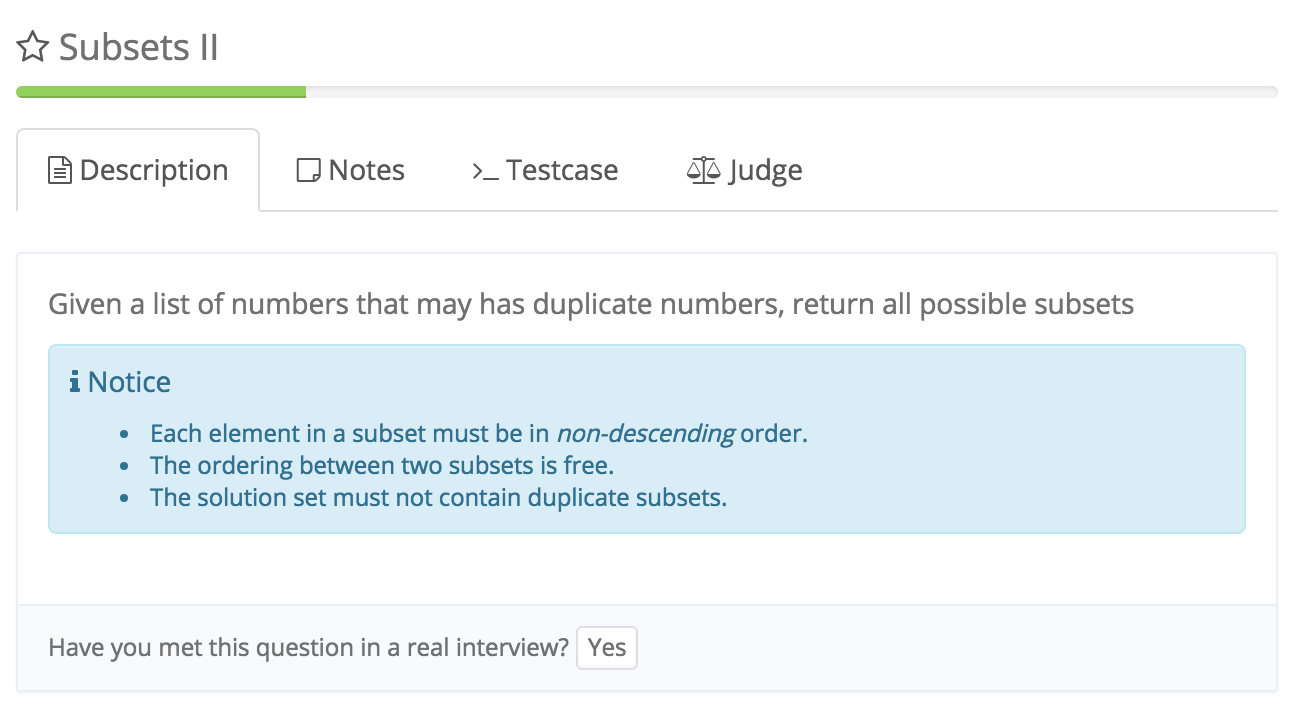 Subsets II
Description
Notes
Testcase
Judge
Given a list of numbers that may has duplicate numbers, return all possible subsets
Notice
Each element in a subset must be in non-descending order.
The ordering between two subsets is free.
The solution set must not contain duplicate subsets.
Have you met this question in a real interview? Yes